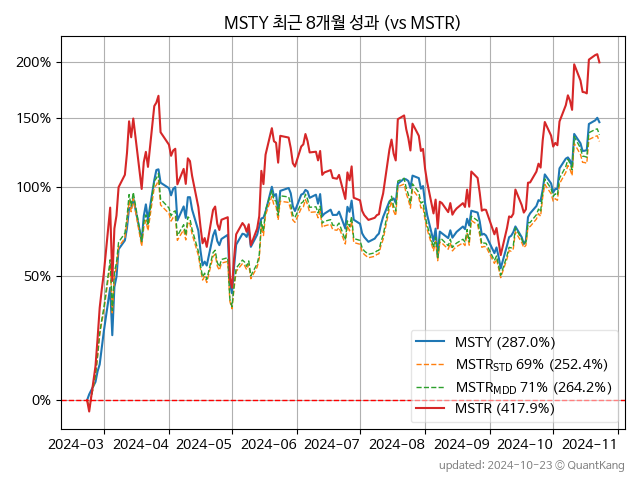 MSTY 최근 8개월 성과 (vs MSTR)
200%
150%
100%
50%
0%
MSTY (287.0%)
MSTRSTD 69% (252.4%)
MSTRMDD 71% (264.2%)
MSTR (417.9%)
2024-03 2024-04 2024-05 2024-06 2024-07 2024-08 2024-09 2024-10 2024-11
updated: 2024-10-23 © QuantKang